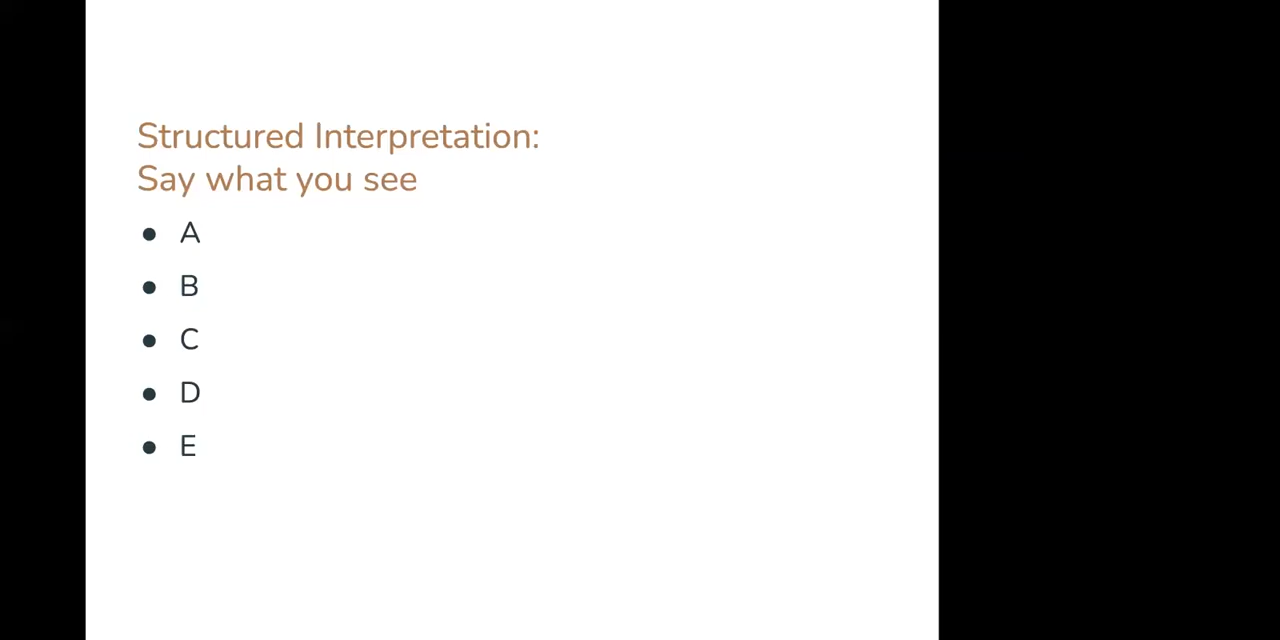 Structured Interpretation:
Say what you see
● A
● B
● C
● D
● E